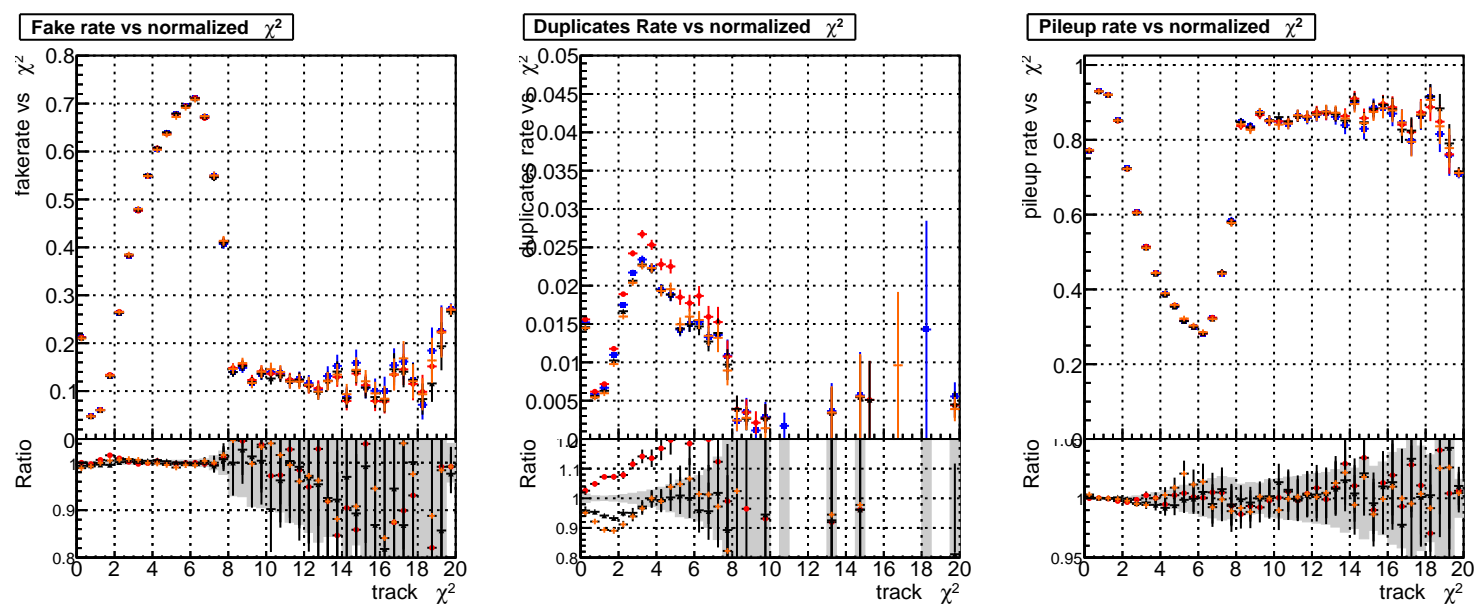 Fake rate vs normalized χ²
fakerate vs χ²
0.8
0.7
0.6
0.5
0.4
0.3
0.2
0.1
0
Ratio
0.9
0.8
0 2 4 6 8 10 12 14 16 18 20
track χ²
Duplicates Rate vs normalized χ²
duplicates rate vs χ²
0.05
0.045
0.04
0.035
0.03
0.025
0.02
0.015
0.01
0.005
Ratio
1.1
1
0.9
0.8
0 2 4 6 8 10 12 14 16 18 20
track χ²
Pileup rate vs normalized χ²
pileup rate vs χ²
1
0.8
0.6
0.4
0.2
0
Ratio
1.00
0.95
0 2 4 6 8 10 12 14 16 18 20
track χ²